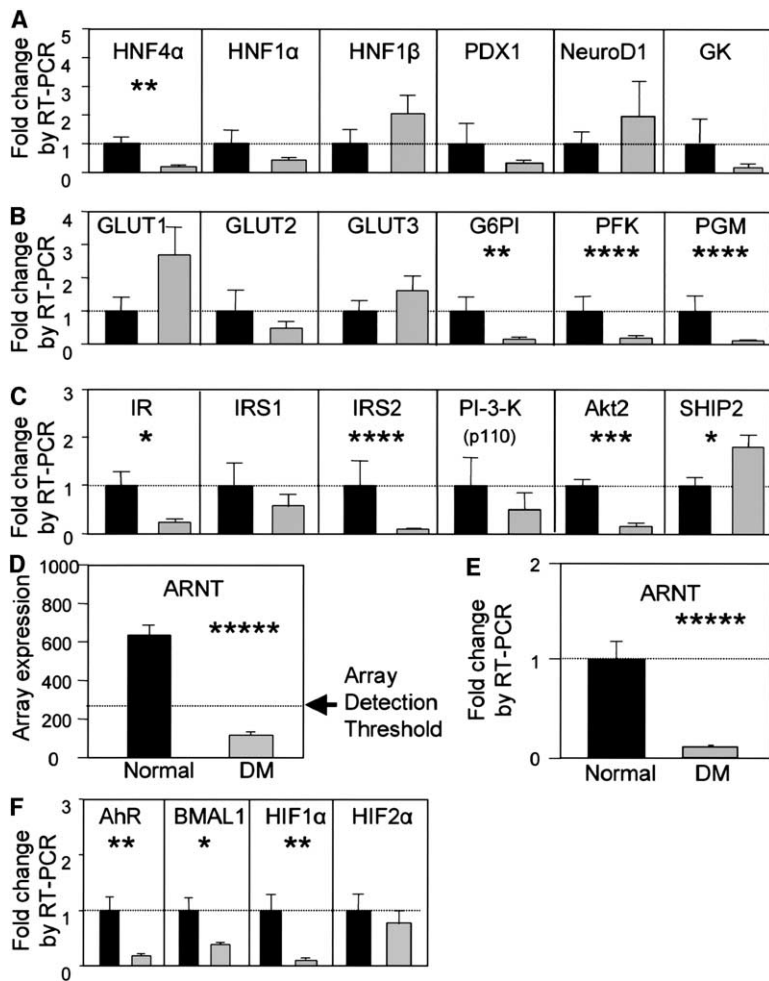 A
Fold change
by RT-PCR
5
4
3
2
1
0
HNF4α
**
HNF1α
HNF1β
PDX1
NeuroD1
GK
B
Fold change
by RT-PCR
4
3
2
1
0
GLUT1
GLUT2
GLUT3
G6PI
**
PFK
****
PGM
****
C
Fold change
by RT-PCR
3
2
1
0
IR
*
IRS1
IRS2
****
PI-3-K
(p110)
Akt2
***
SHIP2
*
D
Array expression
1000
800
600
400
200
0
ARNT
*****
Normal
DM
Array
Detection
Threshold
E
Fold change
by RT-PCR
2
1
0
ARNT
*****
Normal
DM
F
Fold change
by RT-PCR
3
2
1
0
AhR
**
BMAL1
*
HIF1α
**
HIF2α